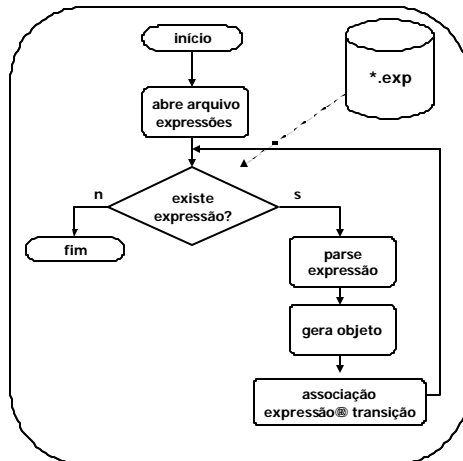 início
*.exp
abre arquivo
expressões
n
existe
expressão?
s
fim
parse
expressão
gera objeto
associação
expressão® transição